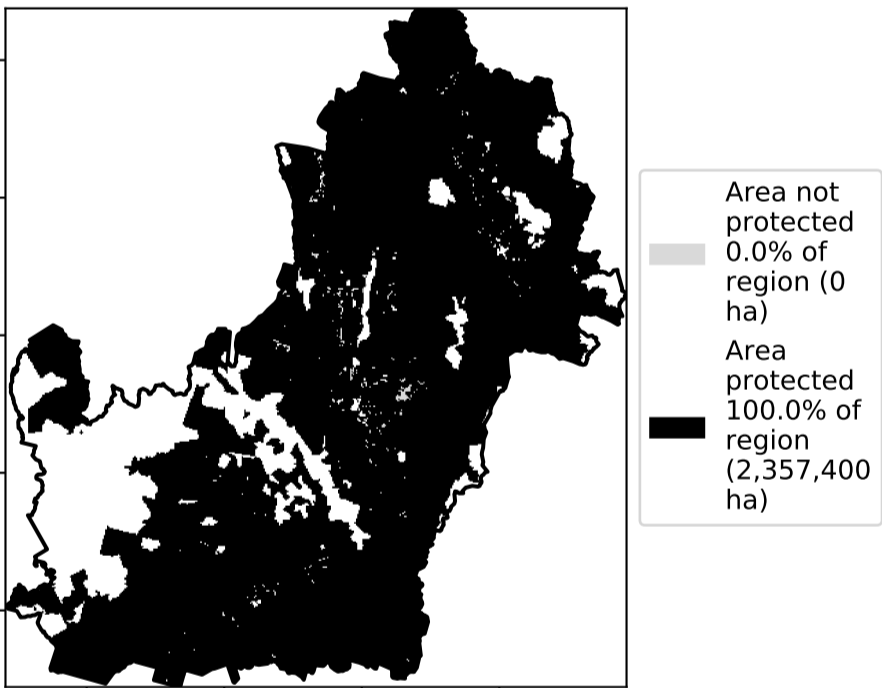 Area not
protected
0.0% of
region (0
ha)
Area
protected
100.0% of
region
(2,357,400
ha)